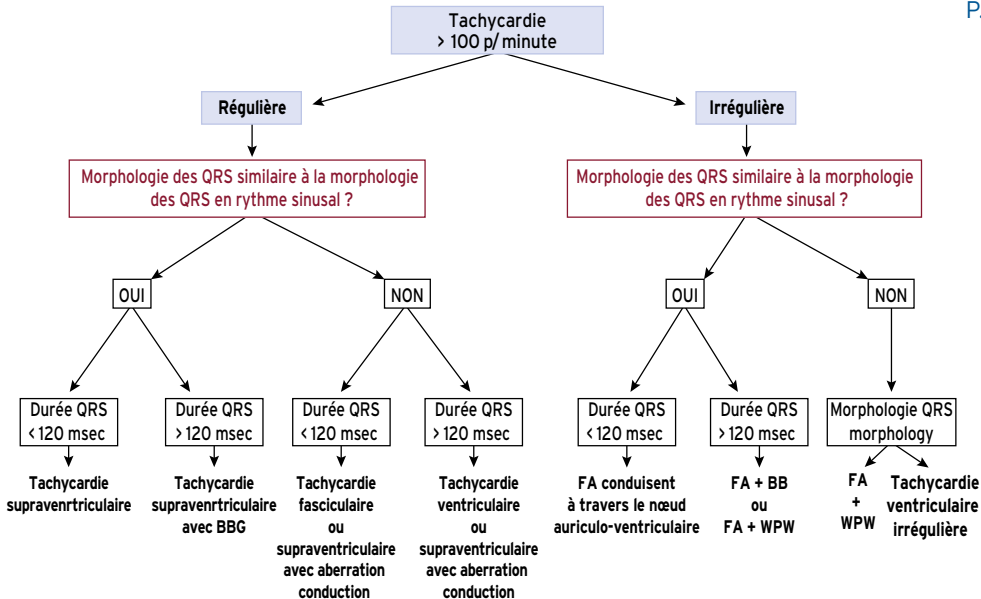 P.
Tachycardie
> 100 p/minute
Régulière
Irrégulière
Morphologie des QRS similaire à la morphologie
des QRS en rythme sinusal ?
Morphologie des QRS similaire à la morphologie
des QRS en rythme sinusal ?
OUI
NON
OUI
NON
Durée QRS
< 120 msec
Durée QRS
> 120 msec
Durée QRS
< 120 msec
Durée QRS
> 120 msec
Durée QRS
< 120 msec
Durée QRS
> 120 msec
Morphologie QRS
morphology
Tachycardie
supravenrtriculaire
Tachycardie
supravenrtriculaire
avec BBG
Tachycardie
fasciculaire
ou
supraventriculaire
avec aberration
conduction
Tachycardie
ventriculaire
ou
supraventriculaire
avec aberration
conduction
FA conduisent
à travers le nœud
auriculo-ventriculaire
FA + BB
ou
FA + WPW
FA
+
WPW
Tachycardie
ventriculaire
irrégulière